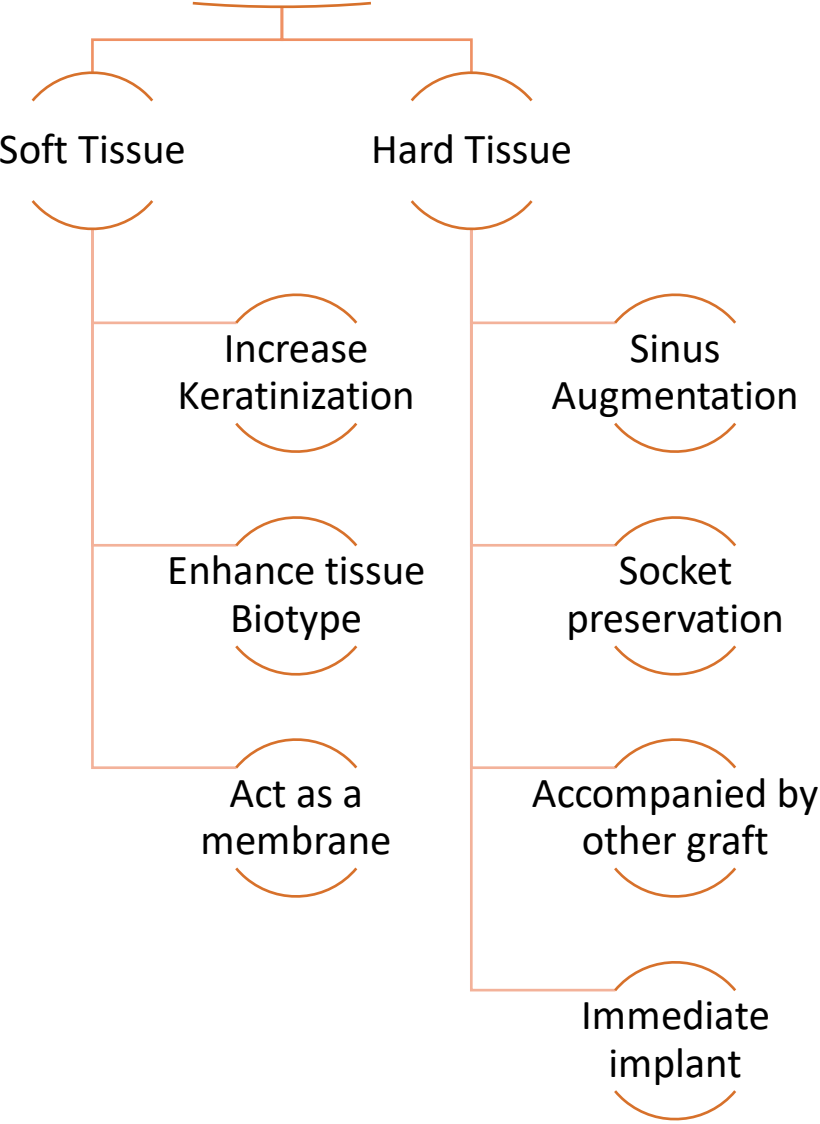 Soft Tissue
Hard Tissue
Increase
Keratinization
Enhance tissue
Biotype
Act as a
membrane
Sinus
Augmentation
Socket
preservation
Accompanied by
other graft
Immediate
implant